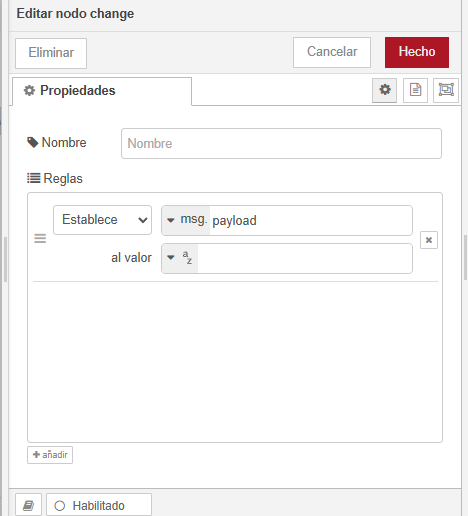 Editar nodo change
Eliminar
Cancelar
Hecho
Propiedades
Nombre
Nombre
Reglas
Establece
msg. payload
al valor
a
z
añadir
Habilitado